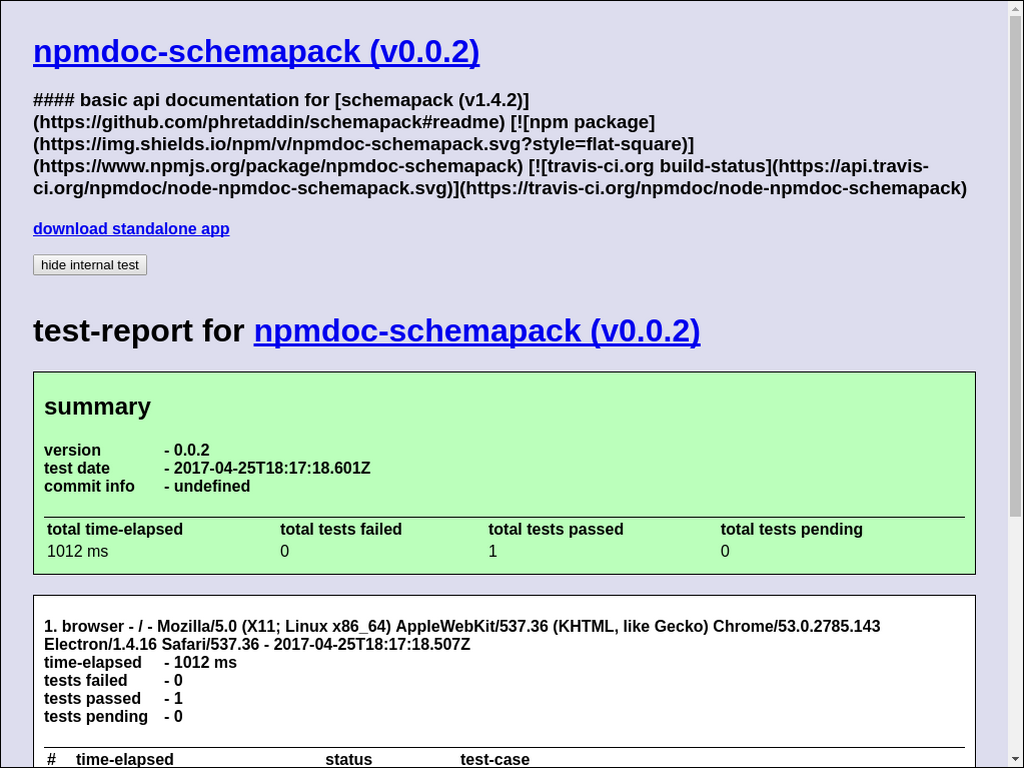 npmdoc-schemapack (v0.0.2)
#### basic api documentation for [schemapack (v1.4.2)]
(https://github.com/phretaddin/schemapack#readme) [![npm package]
(https://img.shields.io/npm/v/npmdoc-schemapack.svg?style=flat-square)]
(https://www.npmjs.org/package/npmdoc-schemapack) [![travis-ci.org build-status](https://api.travis-
ci.org/npmdoc/node-npmdoc-schemapack.svg)](https://travis-ci.org/npmdoc/node-npmdoc-schemapack)
download standalone app
hide internal test
test-report for npmdoc-schemapack (v0.0.2)
summary
version - 0.0.2
test date - 2017-04-25T18:17:18.601Z
commit info - undefined
total time-elapsed total tests failed total tests passed total tests pending
1012 ms 0 1 0
1. browser - / - Mozilla/5.0 (X11; Linux x86_64) AppleWebKit/537.36 (KHTML, like Gecko) Chrome/53.0.2785.143
Electron/1.4.16 Safari/537.36 - 2017-04-25T18:17:18.507Z
time-elapsed - 1012 ms
tests failed - 0
tests passed - 1
tests pending - 0
# time-elapsed status test-case